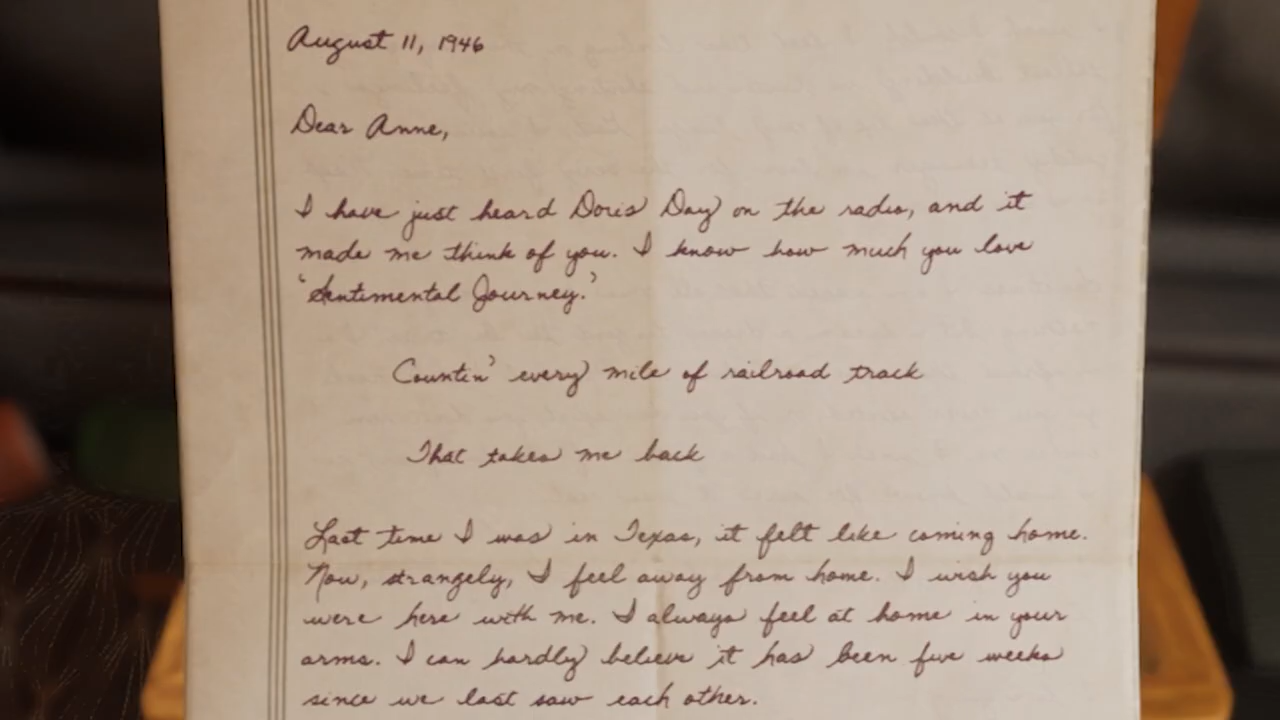 August 11, 1946
Dear Anne,
I have just heard Doris Day on the radio, and it
made me think of you. I know how much you love
'Sentimental Journey.'
Countin' every mile of railroad track
That takes me back
Last time I was in Texas, it felt like coming home.
Now, strangely, I feel away from home. I wish you
were here with me. I always feel at home in your
arms. I can hardly believe it has been five weeks
since we last saw each other.